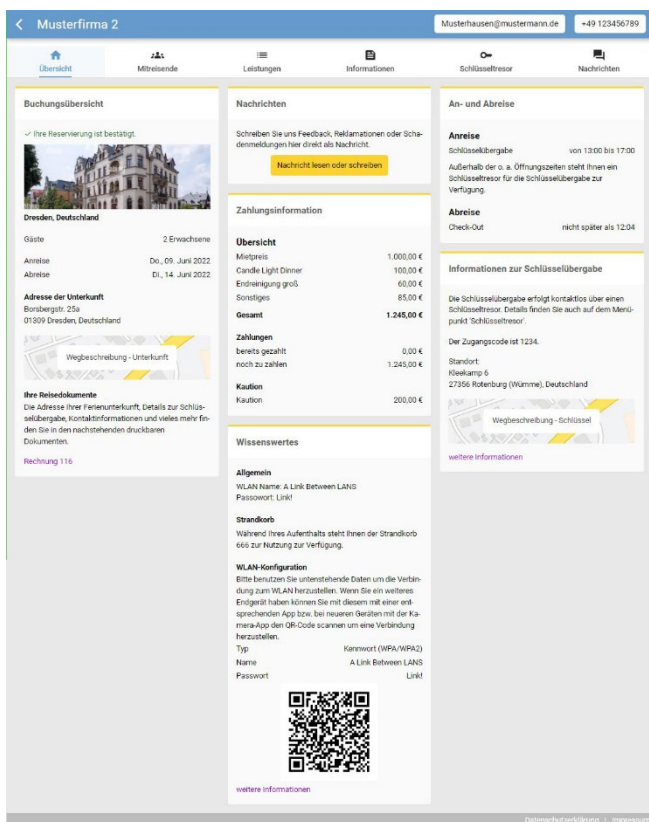 Musterfirma 2
Musterhausen@mustermann.de
+49 123456789
Übersicht
Mitreisende
Leistungen
Informationen
Schlüsseltresor
Nachrichten
Buchungsübersicht
Ihre Reservierung ist bestätigt.
Dresden, Deutschland
Gäste 2 Erwachsene
Anreise Do., 09. Juni 2022
Abreise Di., 14. Juni 2022
Adresse der Unterkunft
Borsbergstr. 25a
01309 Dresden, Deutschland
Wegbeschreibung - Unterkunft
Ihre Reisedokumente
Die Adresse ihrer Ferienunterkunft, Details zur Schlüs-
selübergabe, Kontaktinformationen und vieles mehr fin-
den Sie in den nachstehenden druckbaren
Dokumenten.
Rechnung 116
Nachrichten
Schreiben Sie uns Feedback, Reklamationen oder Scha-
denmeldungen hier direkt als Nachricht.
Nachricht lesen oder schreiben
Zahlungsinformation
Übersicht
Mietpreis 1.000,00 €
Candle Light Dinner 100,00 €
Endreinigung groß 60,00 €
Sonstiges 85,00 €
Gesamt 1.245,00 €
Zahlungen
bereits gezahlt 0,00 €
noch zu zahlen 1.245,00 €
Kaution
Kaution 200,00 €
Wissenswertes
Allgemein
WLAN Name: A Link Between LANS
Passowort: Link!
Strandkorb
Während Ihres Aufenthalts steht Ihnen der Strandkorb
666 zur Nutzung zur Verfügung.
WLAN-Konfiguration
Bitte benutzen Sie untenstehende Daten um die Verbin-
dung zum WLAN herzustellen. Wenn Sie ein weiteres
Endgerät haben können Sie mit diesem mit einer ent-
sprechenden App bzw. bei neueren Geräten mit der Ka-
mera-App den QR-Code scannen um eine Verbindung
herzustellen.
Typ Kennwort (WPA/WPA2)
Name A Link Between LANS
Passwort Link!
weitere Informationen
An- und Abreise
Anreise
Schlüsselübergabe von 13:00 bis 17:00
Außerhalb der o. a. Öffnungszeiten steht Ihnen ein
Schlüsseltresor für die Schlüsselübergabe zur
Verfügung.
Abreise
Check-Out nicht später als 12:04
Informationen zur Schlüsselübergabe
Die Schlüsselübergabe erfolgt kontaktlos über einen
Schlüsseltresor. Details finden Sie auch auf dem Menü-
punkt 'Schlüsseltresor'.
Der Zugangscode ist 1234.
Standort:
Kleekamp 6
27356 Rotenburg (Wümme), Deutschland
Wegbeschreibung - Schlüssel
weitere Informationen
Datenschutzerklärung | Impressum